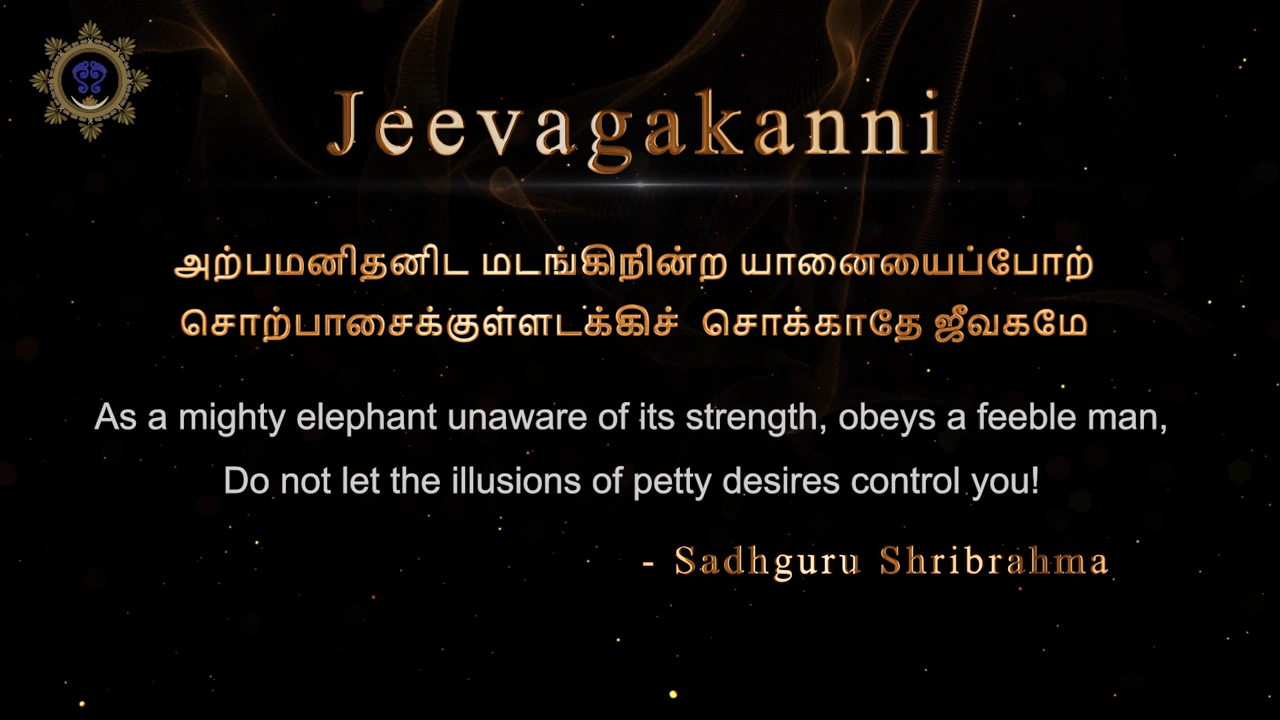 Jeevagakanni
அற்பமனிதனிட மடங்கிநின்ற யானையைப்போற்
சொற்பாசைக்குள்ளடக்கிச் சொக்காதே ஜீவகமே
As a mighty elephant unaware of its strength, obeys a feeble man,
Do not let the illusions of petty desires control you!
- Sadhguru Shribrahma